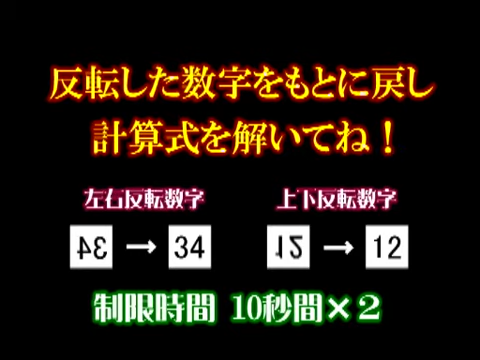 反転した数字をもとに戻し
計算式を解いてね！
左右反転数字 上下反転数字
34 → 34 12 → 12
制限時間 10秒間×2